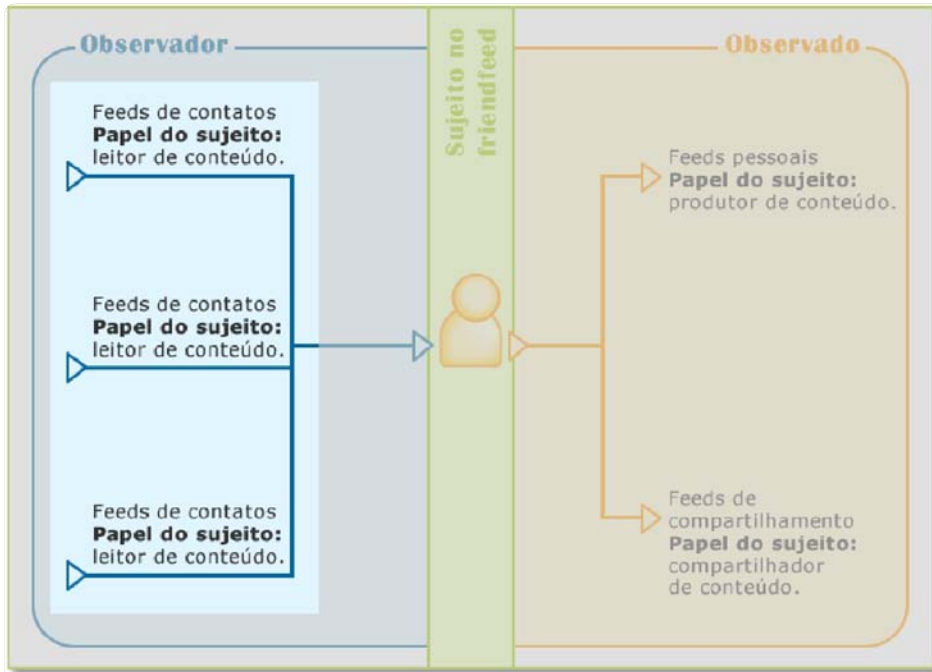 Observador
Feeds de contatos
Papel do sujeito:
leitor de conteúdo.
Feeds de contatos
Papel do sujeito:
leitor de conteúdo.
Feeds de contatos
Papel do sujeito:
leitor de conteúdo.
Sujeito no
friendfeed
Observado
Feeds pessoais
Papel do sujeito:
produtor de conteúdo.
Feeds de
compartilhamento
Papel do sujeito:
compartilhador
de conteúdo.